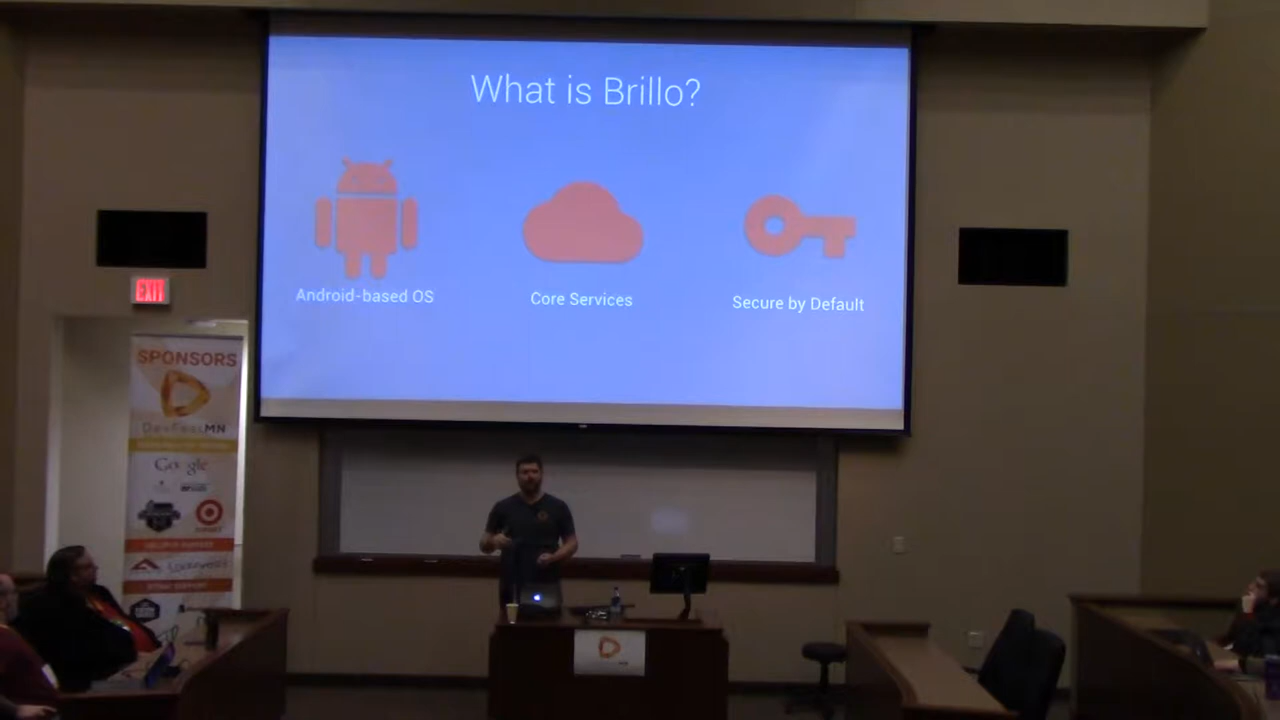 What is Brillo?
Android-based OS
Core Services
Secure by Default
EXIT
SPONSORS
DevFestMN
Google